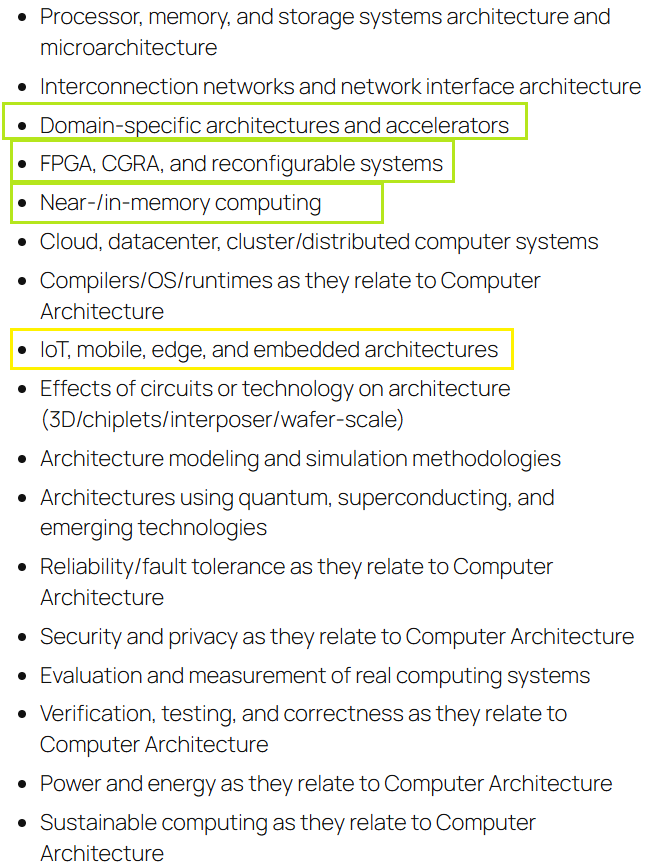 • Processor, memory, and storage systems architecture and
microarchitecture
• Interconnection networks and network interface architecture
• Domain-specific architectures and accelerators
• FPGA, CGRA, and reconfigurable systems
• Near-/in-memory computing
• Cloud, datacenter, cluster/distributed computer systems
• Compilers/OS/runtimes as they relate to Computer
Architecture
• IoT, mobile, edge, and embedded architectures
• Effects of circuits or technology on architecture
(3D/chiplets/interposer/wafer-scale)
• Architecture modeling and simulation methodologies
• Architectures using quantum, superconducting, and
emerging technologies
• Reliability/fault tolerance as they relate to Computer
Architecture
• Security and privacy as they relate to Computer Architecture
• Evaluation and measurement of real computing systems
• Verification, testing, and correctness as they relate to
Computer Architecture
• Power and energy as they relate to Computer Architecture
• Sustainable computing as they relate to Computer
Architecture